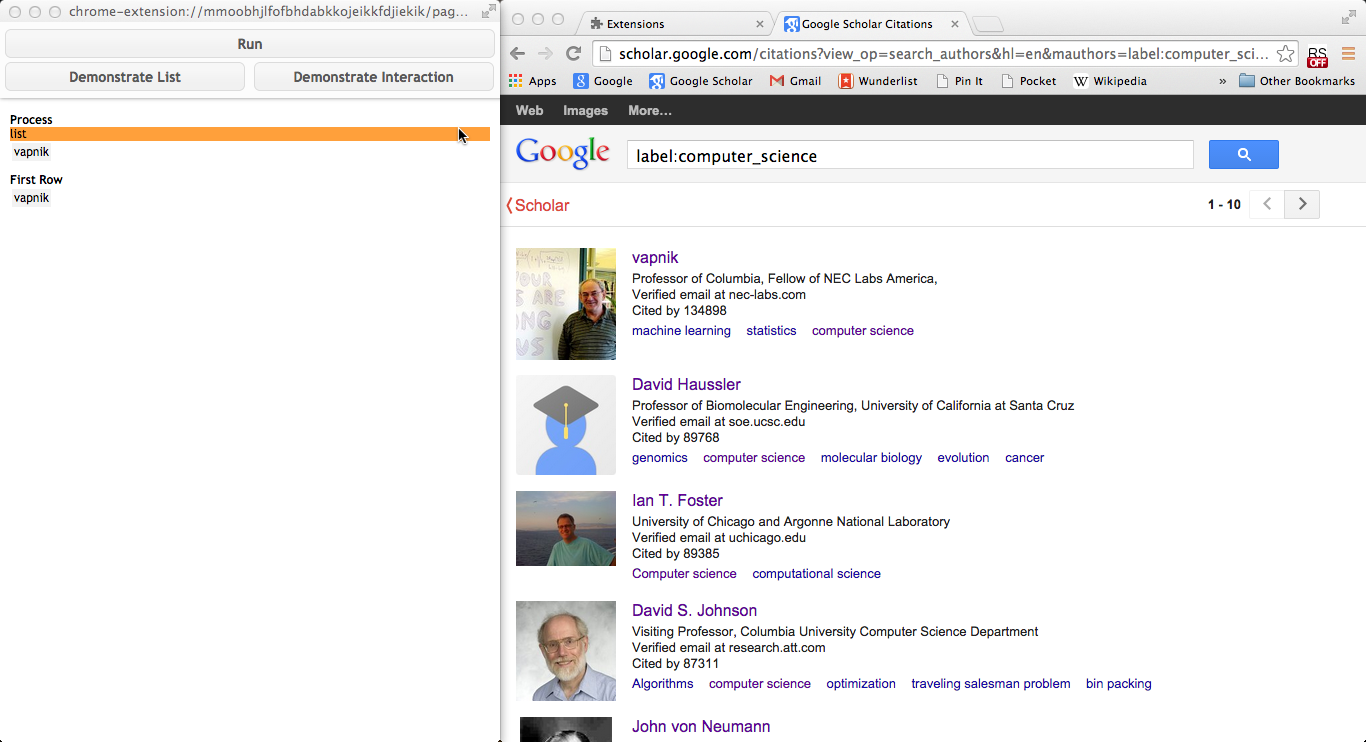 chrome-extension://mmoobhjlfofbhdabkkojeikkfdjiekik/pag...
Run
Demonstrate List
Demonstrate Interaction
Process
list
vapnik
First Row
vapnik
Extensions
Google Scholar Citations
scholar.google.com/citations?view_op=search_authors&hl=en&mauthors=label:computer_sci...
RS
OFF
Apps
Google
Google Scholar
Gmail
Wunderlist
Pin It
Pocket
Wikipedia
»
Other Bookmarks
Web
Images
More...
Google
label:computer_science
Scholar
1 - 10
vapnik
Professor of Columbia, Fellow of NEC Labs America,
Verified email at nec-labs.com
Cited by 134898
machine learning statistics computer science
David Haussler
Professor of Biomolecular Engineering, University of California at Santa Cruz
Verified email at soe.ucsc.edu
Cited by 89768
genomics computer science molecular biology evolution cancer
Ian T. Foster
University of Chicago and Argonne National Laboratory
Verified email at uchicago.edu
Cited by 89385
Computer science computational science
David S. Johnson
Visiting Professor, Columbia University Computer Science Department
Verified email at research.att.com
Cited by 87311
Algorithms computer science optimization traveling salesman problem bin packing
John von Neumann